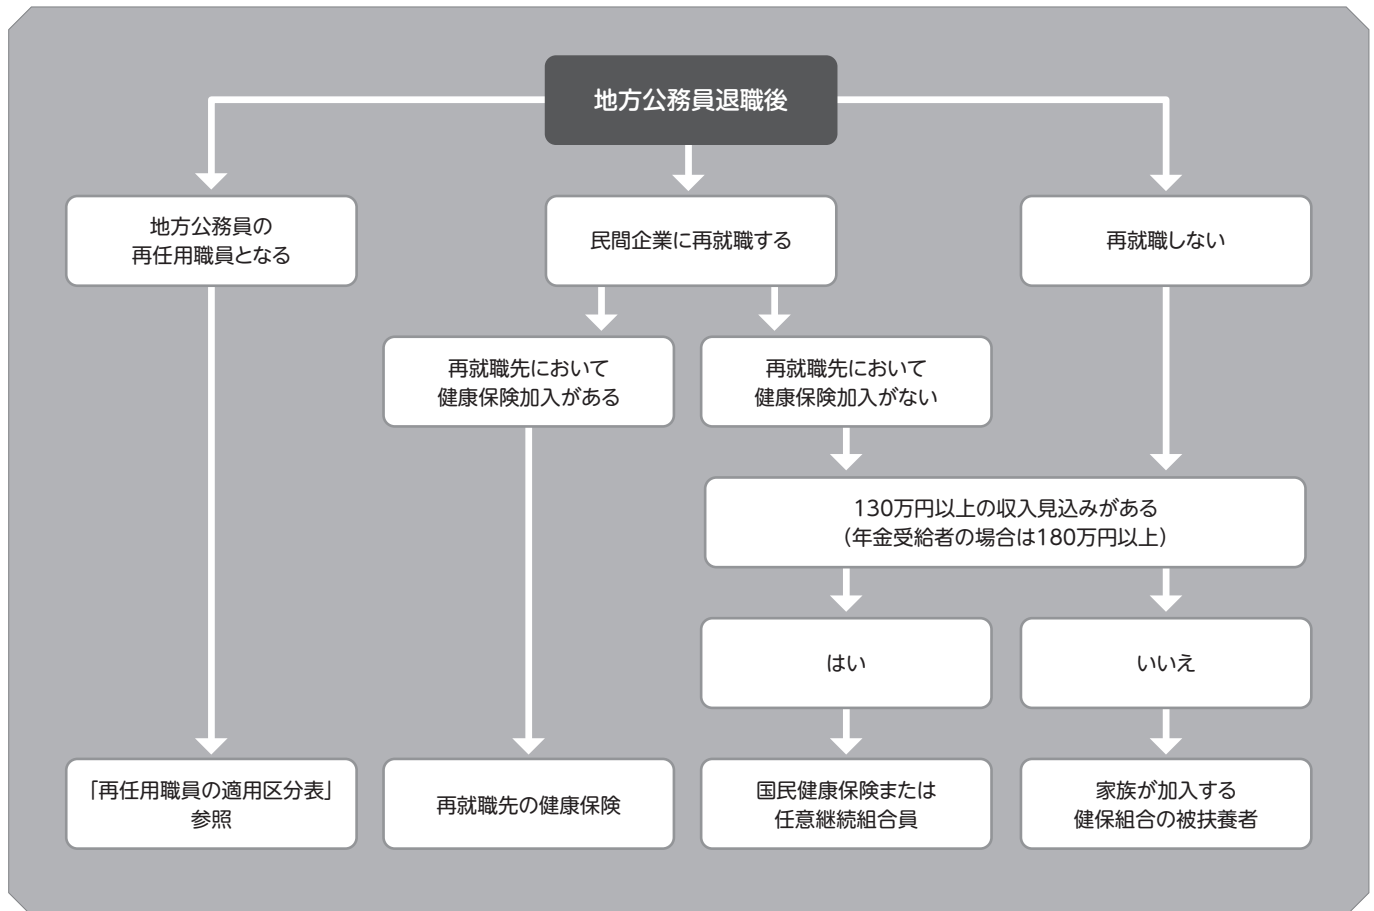 地方公務員退職後
地方公務員の
再任用職員となる
民間企業に再就職する
再就職しない
再就職先において
健康保険加入がある
再就職先において
健康保険加入がない
130万円以上の収入見込みがある
（年金受給者の場合は180万円以上）
はい
いいえ
「再任用職員の適用区分表」
参照
再就職先の健康保険
国民健康保険または
任意継続組合員
家族が加入する
健保組合の被扶養者